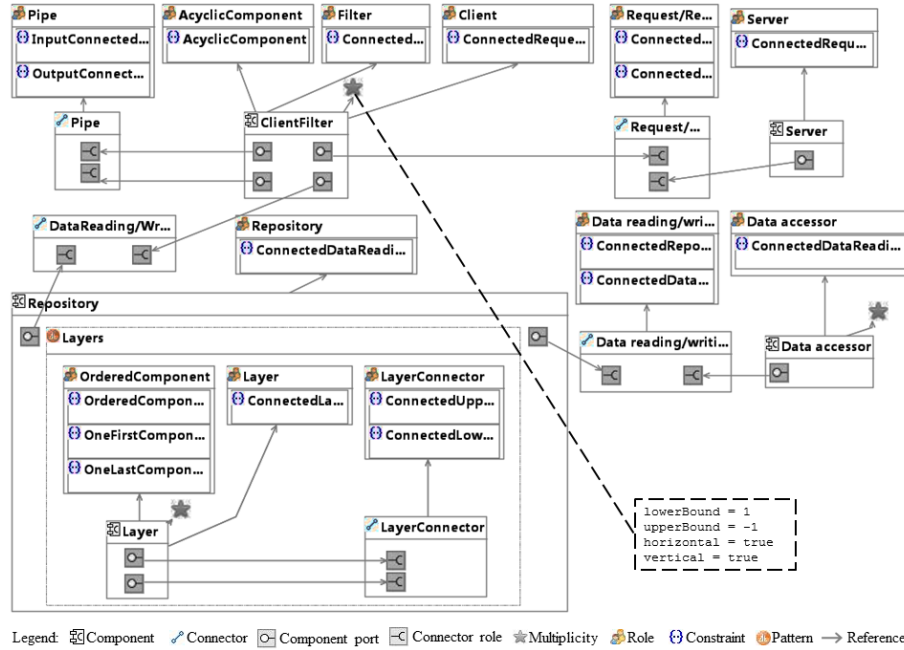 Pipe
InputConnected...
OutputConnect...
AcyclicComponent
AcyclicComponent
Filter
Connected...
Client
ConnectedReque...
Request/Re...
Connected...
Connected...
Server
ConnectedRequ...
Pipe
ClientFilter
Request/...
Server
DataReading/Wr...
Repository
ConnectedDataReadi...
Data reading/wri...
ConnectedRepo...
ConnectedData...
Data accessor
ConnectedDataReadi...
Repository
Layers
Data reading/writi...
Data accessor
OrderedComponent
OrderedCompon...
OneFirstCompon...
OneLastCompon...
Layer
ConnectedLa...
LayerConnector
ConnectedUpp...
ConnectedLow...
Layer
LayerConnector
lowerBound = 1
upperBound = -1
horizontal = true
vertical = true
Legend: Component Connector Component port Connector role Multiplicity Role Constraint Pattern Reference